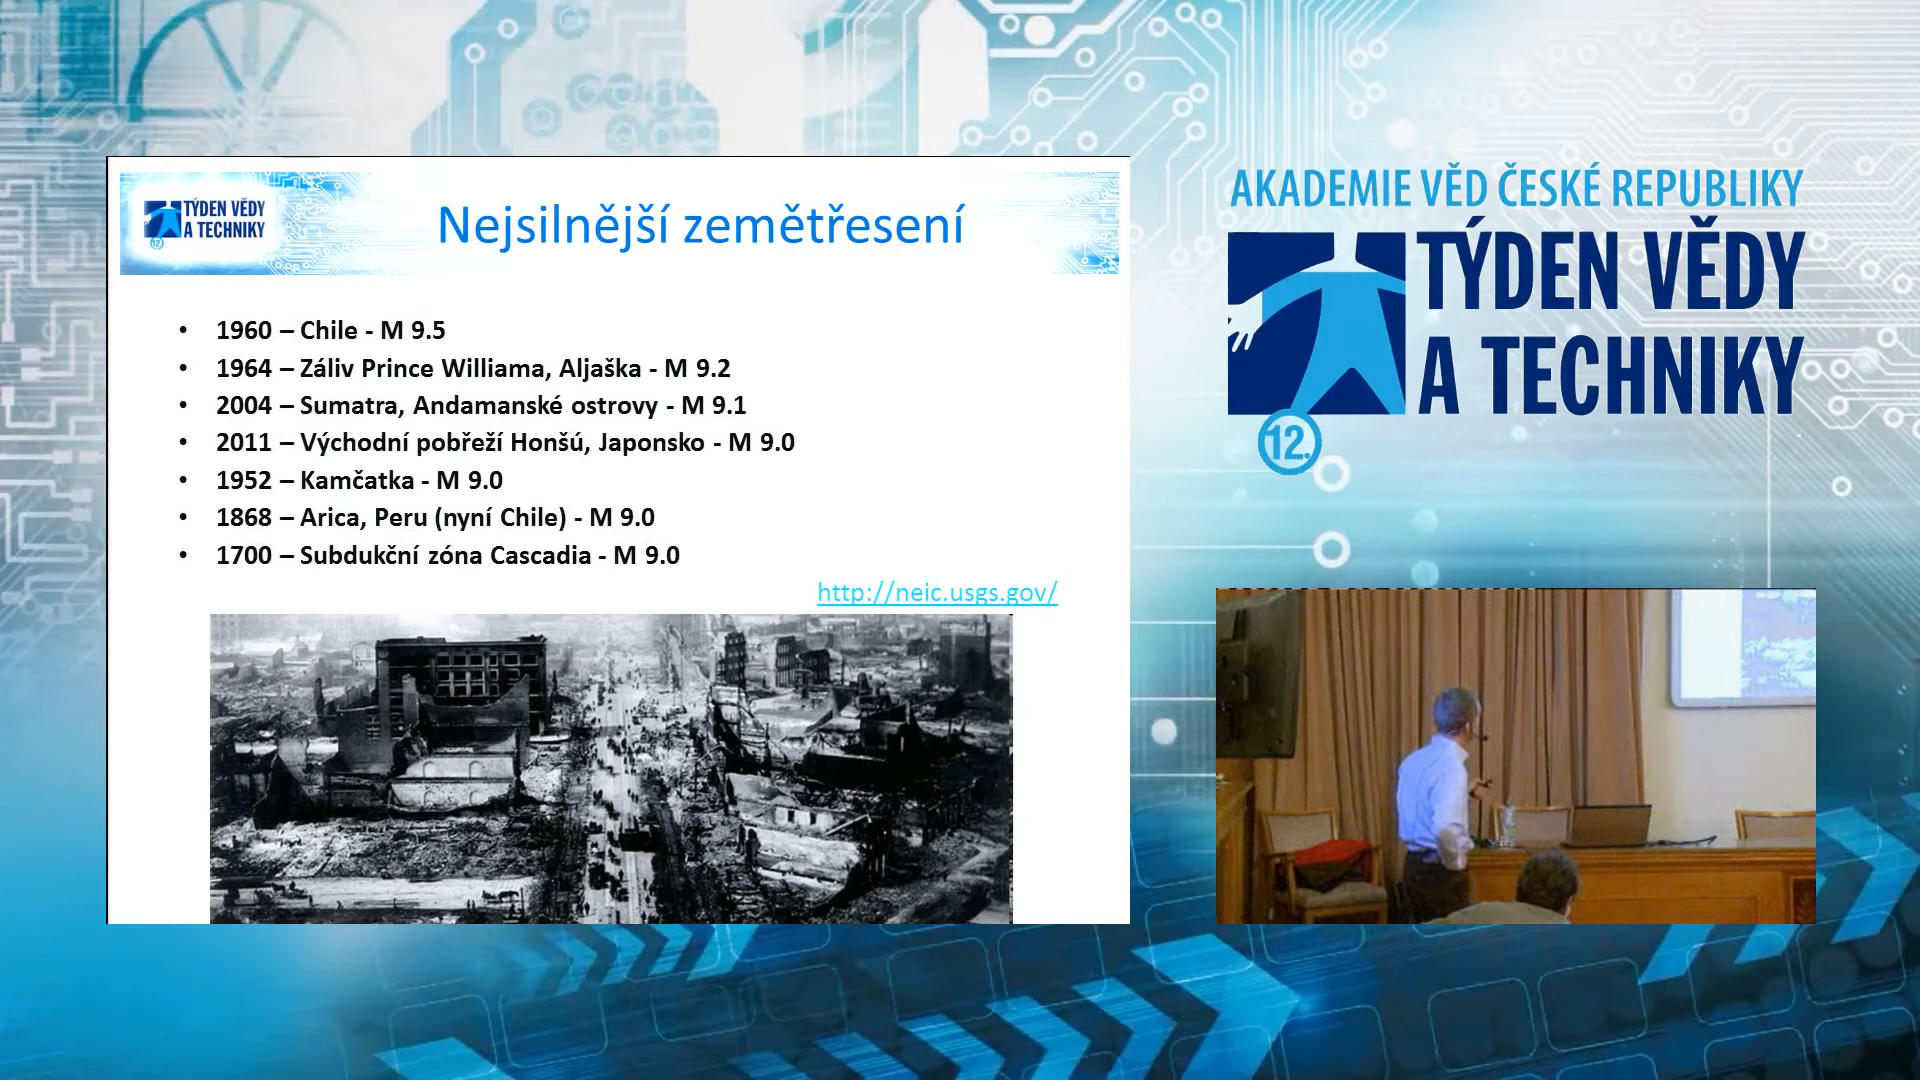 TÝDEN VĚDY
A TECHNIKY
12.
Nejsilnější zemětřesení
• 1960 – Chile - M 9.5
• 1964 – Záliv Prince Williama, Aljaška - M 9.2
• 2004 – Sumatra, Andamanské ostrovy - M 9.1
• 2011 – Východní pobřeží Honšú, Japonsko - M 9.0
• 1952 – Kamčatka - M 9.0
• 1868 – Arica, Peru (nyní Chile) - M 9.0
• 1700 – Subdukční zóna Cascadia - M 9.0
http://neic.usgs.gov/
AKADEMIE VĚD ČESKÉ REPUBLIKY
TÝDEN VĚDY
A TECHNIKY
12.